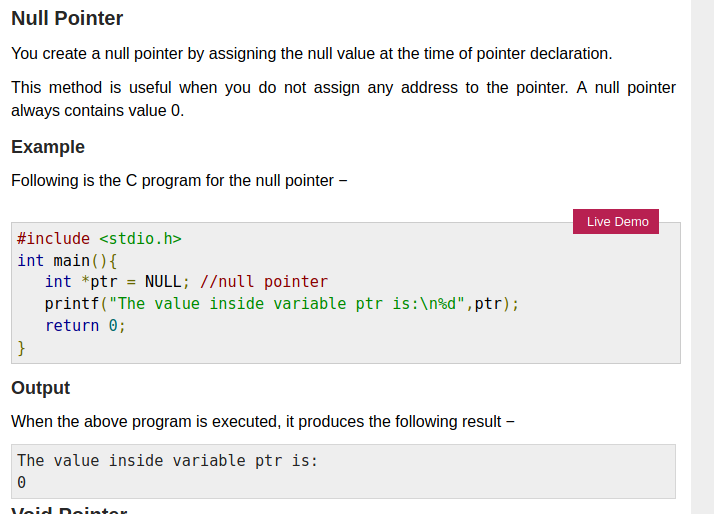 Null Pointer
You create a null pointer by assigning the null value at the time of pointer declaration.
This method is useful when you do not assign any address to the pointer. A null pointer
always contains value 0.
Example
Following is the C program for the null pointer −
Live Demo
#include <stdio.h>
int main(){
   int *ptr = NULL; //null pointer
   printf("The value inside variable ptr is:\n%d",ptr);
   return 0;
}
Output
When the above program is executed, it produces the following result −
The value inside variable ptr is:
0
Void Pointer